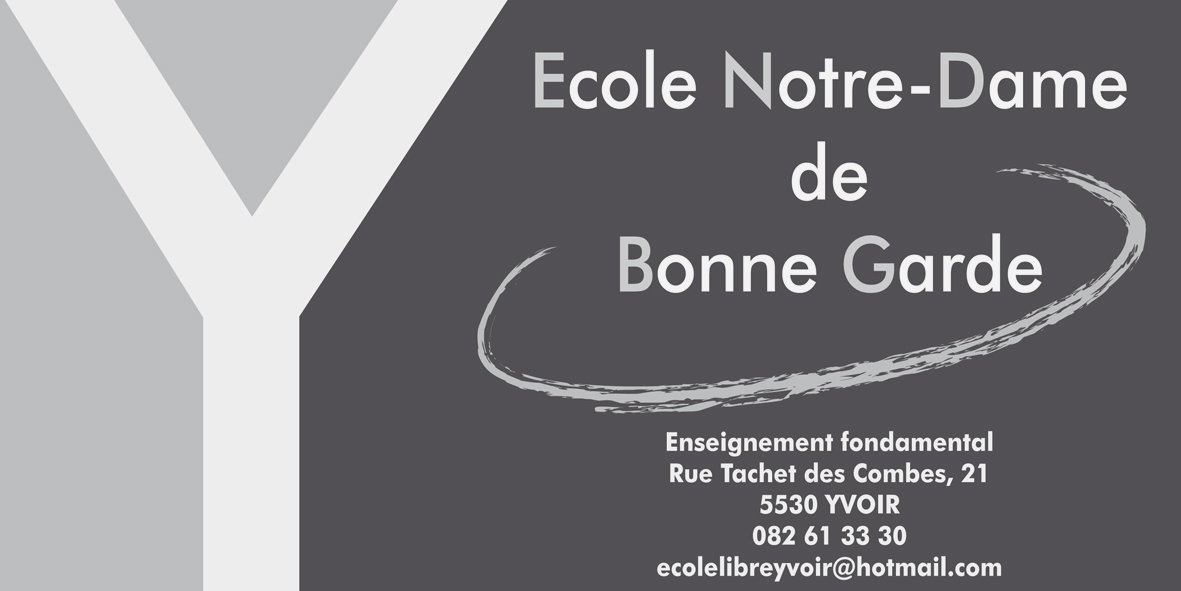 Y
Ecole Notre-Dame
de
Bonne Garde
Enseignement fondamental
Rue Tachet des Combes, 21
5530 YVOIR
082 61 33 30
ecolelibreyvoir@hotmail.com